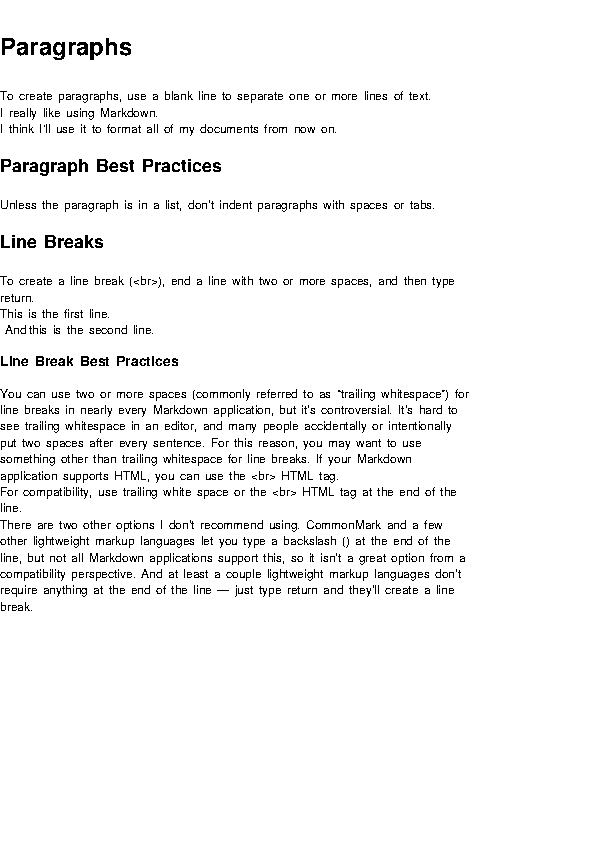 Paragraphs
To create paragraphs, use a blank line to separate one or more lines of text.
I really like using Markdown.
I think I'll use it to format all of my documents from now on.
Paragraph Best Practices
Unless the paragraph is in a list, don't indent paragraphs with spaces or tabs.
Line Breaks
To create a line break (<br>), end a line with two or more spaces, and then type
return.
This is the first line.
And this is the second line.
Line Break Best Practices
You can use two or more spaces (commonly referred to as “trailing whitespace”) for
line breaks in nearly every Markdown application, but it's controversial. It's hard to
see trailing whitespace in an editor, and many people accidentally or intentionally
put two spaces after every sentence. For this reason, you may want to use
something other than trailing whitespace for line breaks. If your Markdown
application supports HTML, you can use the <br> HTML tag.
For compatibility, use trailing white space or the <br> HTML tag at the end of the
line.
There are two other options I don't recommend using. CommonMark and a few
other lightweight markup languages let you type a backslash () at the end of the
line, but not all Markdown applications support this, so it isn't a great option from a
compatibility perspective. And at least a couple lightweight markup languages don't
require anything at the end of the line — just type return and they'll create a line
break.